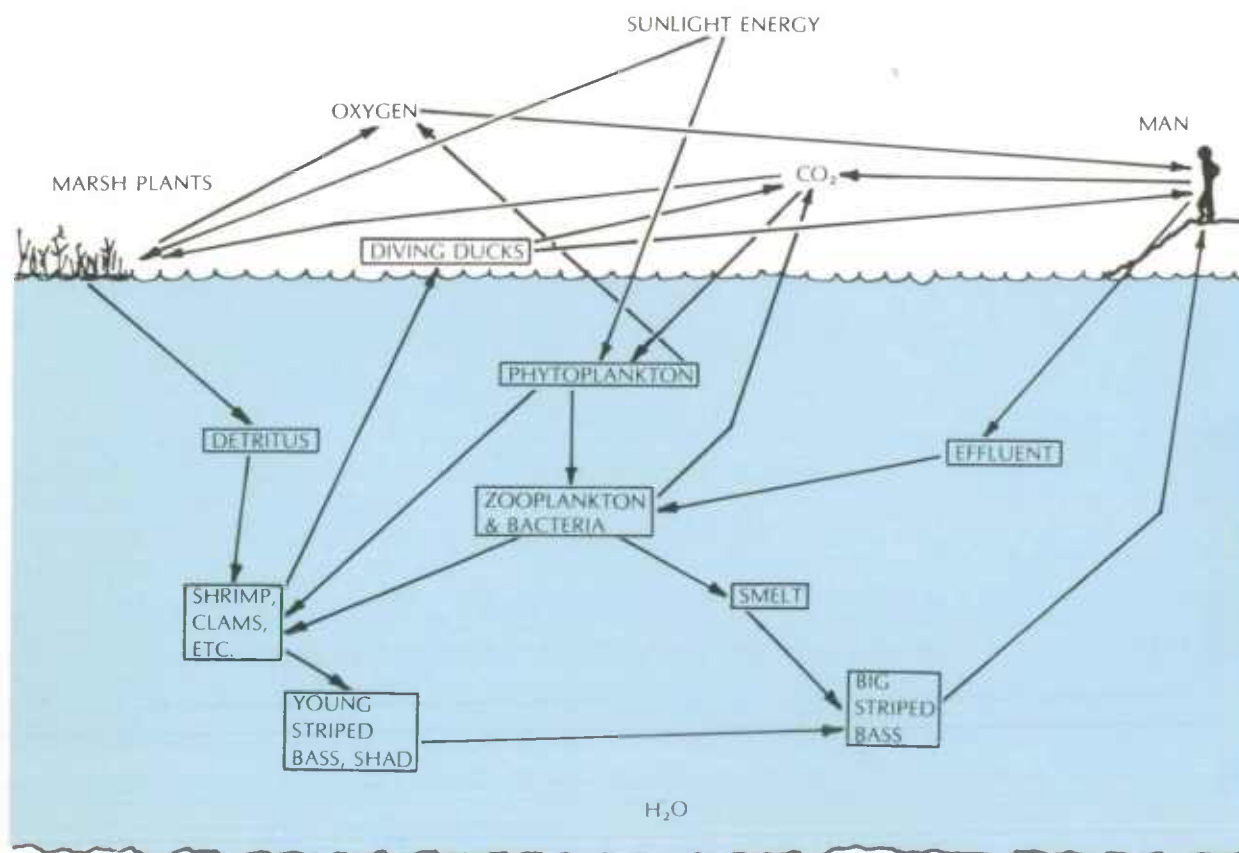 SUNLIGHT ENERGY
OXYGEN
MAN
CO₂
MARSH PLANTS
DIVING DUCKS
PHYTOPLANKTON
DETRITUS
EFFLUENT
ZOOPLANKTON
& BACTERIA
SHRIMP,
CLAMS,
ETC.
SMELT
YOUNG
STRIPED
BASS, SHAD
BIG
STRIPED
BASS
H₂O